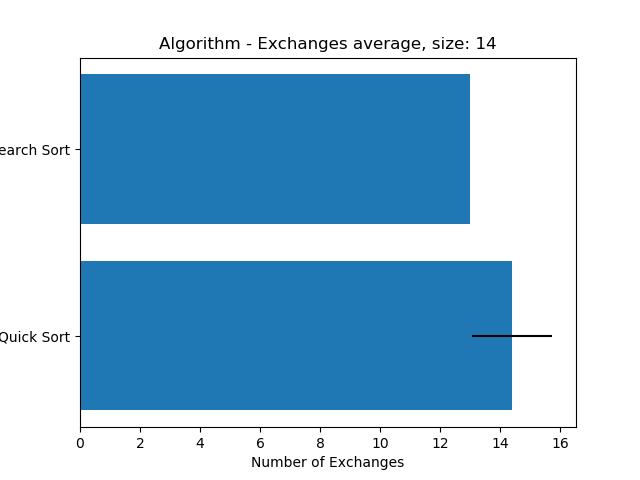 Algorithm - Exchanges average, size: 14
earch Sort
Quick Sort
0 2 4 6 8 10 12 14 16
Number of Exchanges